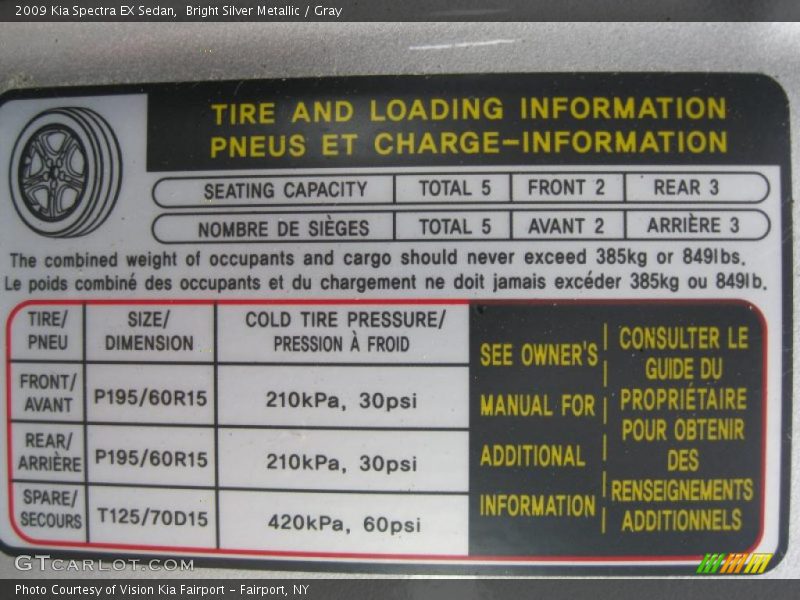 2009 Kia Spectra EX Sedan,  Bright Silver Metallic / Gray
TIRE AND LOADING INFORMATION
PNEUS ET CHARGE-INFORMATION
SEATING CAPACITY TOTAL 5 FRONT 2 REAR 3
NOMBRE DE SIÈGES TOTAL 5 AVANT 2 ARRIÈRE 3
The combined weight of occupants and cargo should never exceed 385kg or 849lbs.
Le poids combiné des occupants et du chargement ne doit jamais excéder 385kg ou 849lb.
TIRE/
PNEU
SIZE/
DIMENSION
COLD TIRE PRESSURE/
PRESSION À FROID
FRONT/
AVANT
P195/60R15
210kPa, 30psi
REAR/
ARRIÈRE
P195/60R15
210kPa, 30psi
SPARE/
SECOURS
T125/70D15
420kPa, 60psi
SEE OWNER'S
MANUAL FOR
ADDITIONAL
INFORMATION
CONSULTER LE
GUIDE DU
PROPRIÉTAIRE
POUR OBTENIR
DES
RENSEIGNEMENTS
ADDITIONNELS
GTCARLOT.COM
Photo Courtesy of Vision Kia Fairport - Fairport, NY